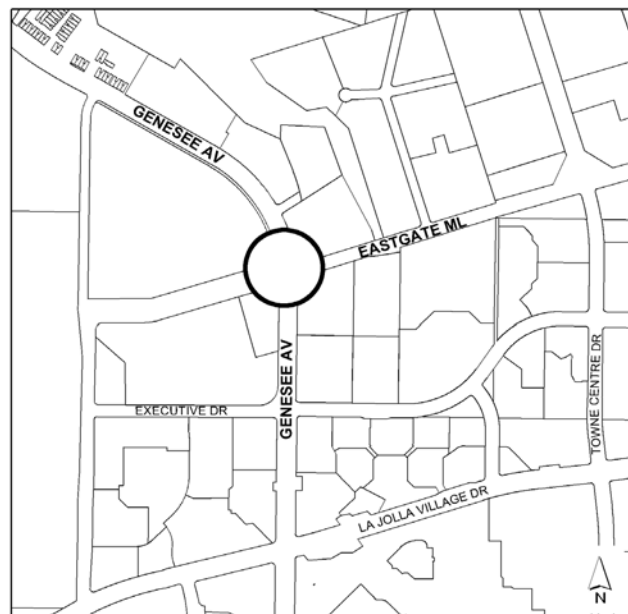 GENESEE AV
EASTGATE ML
GENESEE AV
TOWNE CENTRE DR
EXECUTIVE DR
LA JOLLA VILLAGE DR
N